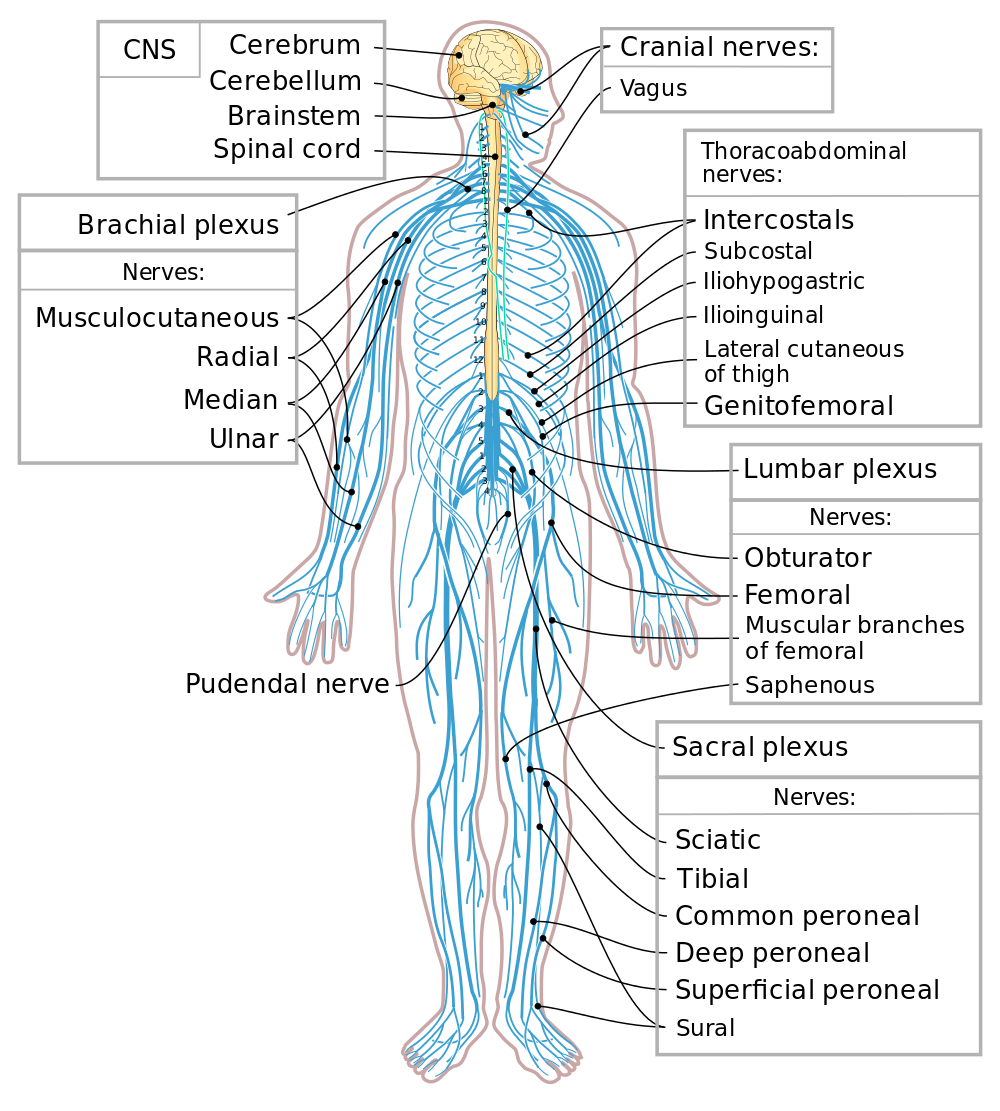 CNS
Cerebrum
Cerebellum
Brainstem
Spinal cord
Cranial nerves:
Vagus
Thoracoabdominal
nerves:
Intercostals
Subcostal
Iliohypogastric
Ilioinguinal
Lateral cutaneous
of thigh
Genitofemoral
Brachial plexus
Nerves:
Musculocutaneous
Radial
Median
Ulnar
Lumbar plexus
Nerves:
Obturator
Femoral
Muscular branches
of femoral
Saphenous
Pudendal nerve
Sacral plexus
Nerves:
Sciatic
Tibial
Common peroneal
Deep peroneal
Superficial peroneal
Sural